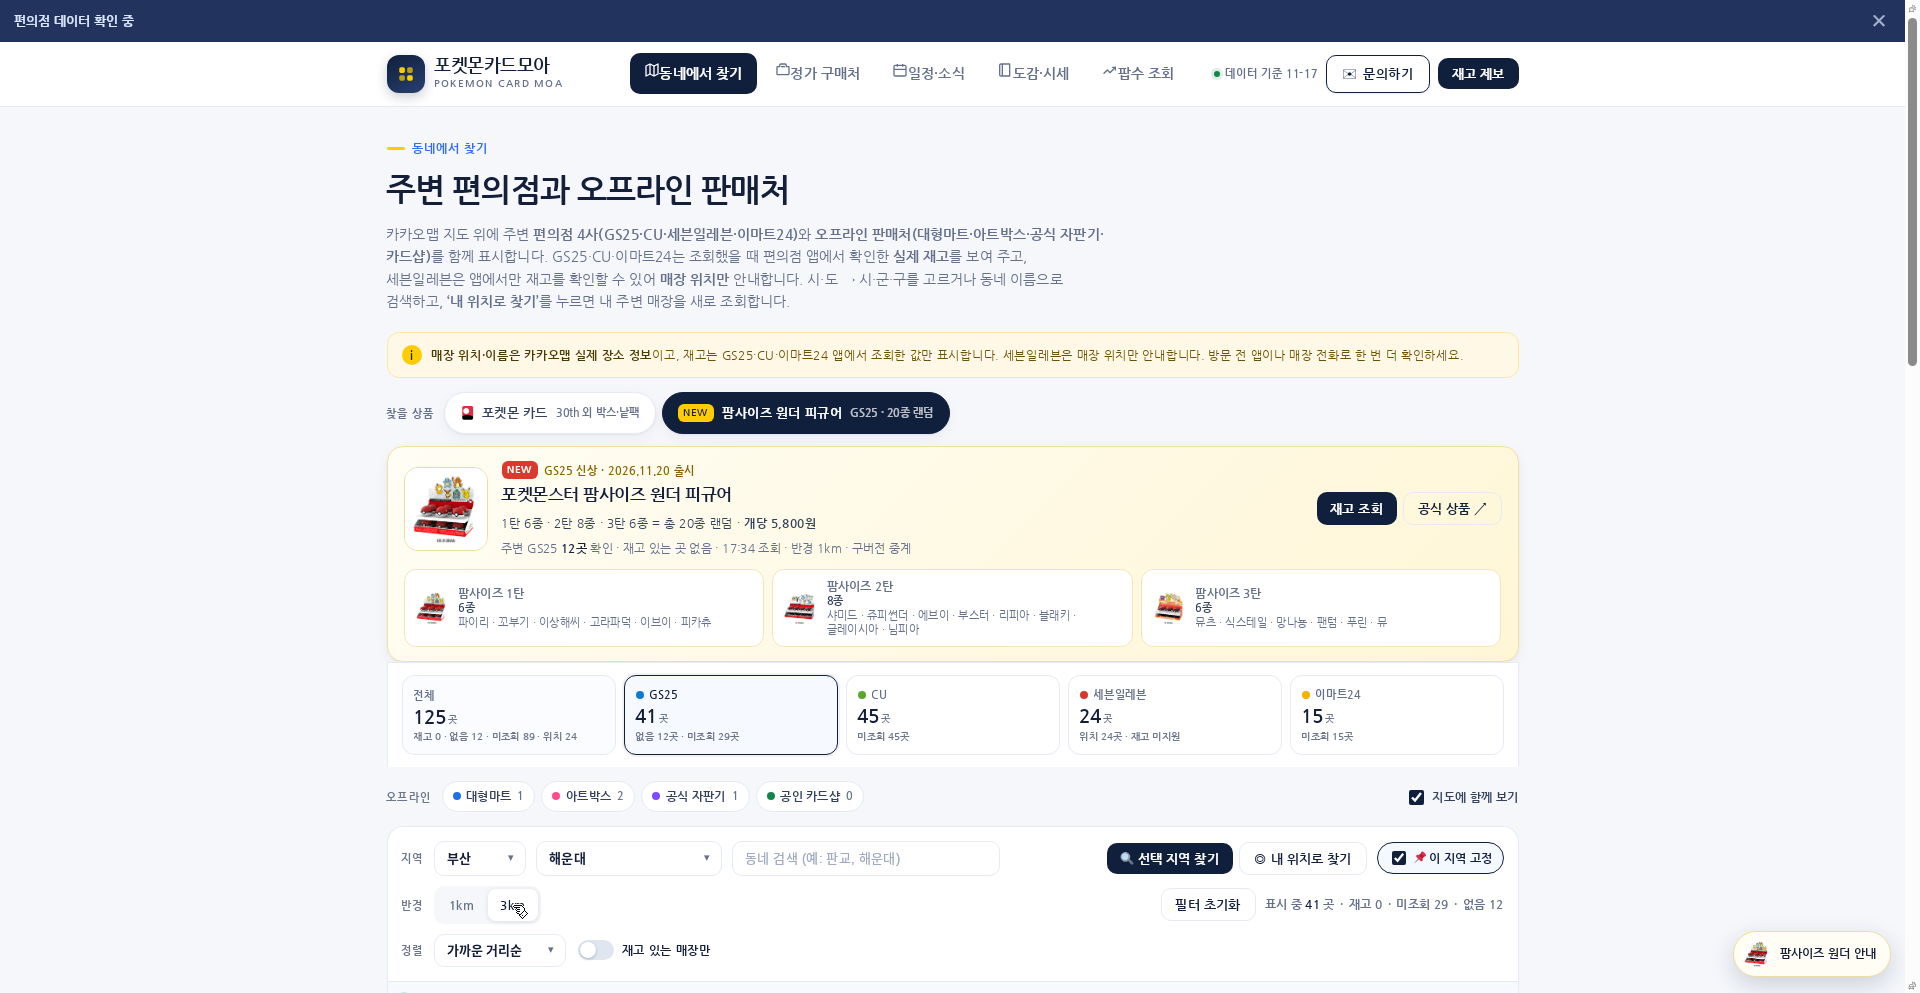 편의점 데이터 확인 중
포켓몬카드모아
POKEMON CARD MOA
동네에서 찾기
정가 구매처
일정·소식
도감·시세
팝수 조회
데이터 기준 11-17
문의하기
재고 제보
동네에서 찾기
주변 편의점과 오프라인 판매처
카카오맵 지도 위에 주변 편의점 4사(GS25·CU·세븐일레븐·이마트24)와 오프라인 판매처(대형마트·아트박스·공식 자판기·
카드샵)를 함께 표시합니다. GS25·CU·이마트24는 조회했을 때 편의점 앱에서 확인한 실제 재고를 보여 주고,
세븐일레븐은 앱에서만 재고를 확인할 수 있어 매장 위치만 안내합니다. 시·도 → 시·군·구를 고르거나 동네 이름으로
검색하고, ‘내 위치로 찾기’를 누르면 내 주변 매장을 새로 조회합니다.
i 매장 위치·이름은 카카오맵 실제 장소 정보이고, 재고는 GS25·CU·이마트24 앱에서 조회한 값만 표시합니다. 세븐일레븐은 매장 위치만 안내합니다. 방문 전 앱이나 매장 전화로 한 번 더 확인하세요.
찾을 상품
포켓몬 카드 30th 외 박스·낱팩
NEW 팜사이즈 원더 피규어 GS25 · 20종 랜덤
NEW GS25 신상 · 2026.11.20 출시
포켓몬스터 팜사이즈 원더 피규어
1탄 6종 · 2탄 8종 · 3탄 6종 = 총 20종 랜덤 · 개당 5,800원
주변 GS25 12곳 확인 · 재고 있는 곳 없음 · 17:34 조회 · 반경 1km · 구버전 중계
재고 조회
공식 상품 ↗
팜사이즈 1탄
6종
파이리 · 꼬부기 · 이상해씨 · 고라파덕 · 이브이 · 피카츄
팜사이즈 2탄
8종
샤미드 · 쥬피썬더 · 에브이 · 부스터 · 리피아 · 블래키 ·
글레이시아 · 님피아
팜사이즈 3탄
6종
뮤츠 · 식스테일 · 망나뇽 · 팬텀 · 푸린 · 뮤
전체
125곳
재고 0 · 없음 12 · 미조회 89 · 위치 24
GS25
41곳
없음 12곳 · 미조회 29곳
CU
45곳
미조회 45곳
세븐일레븐
24곳
위치 24곳 · 재고 미지원
이마트24
15곳
미조회 15곳
오프라인
대형마트 1
아트박스 2
공식 자판기 1
공인 카드샵 0
지도에 함께 보기
지역
부산
해운대
동네 검색 (예: 판교, 해운대)
선택 지역 찾기
◎ 내 위치로 찾기
이 지역 고정
반경
1km
필터 초기화
표시 중 41 곳 · 재고 0 · 미조회 29 · 없음 12
정렬
가까운 거리순
재고 있는 매장만
팜사이즈 원더 안내